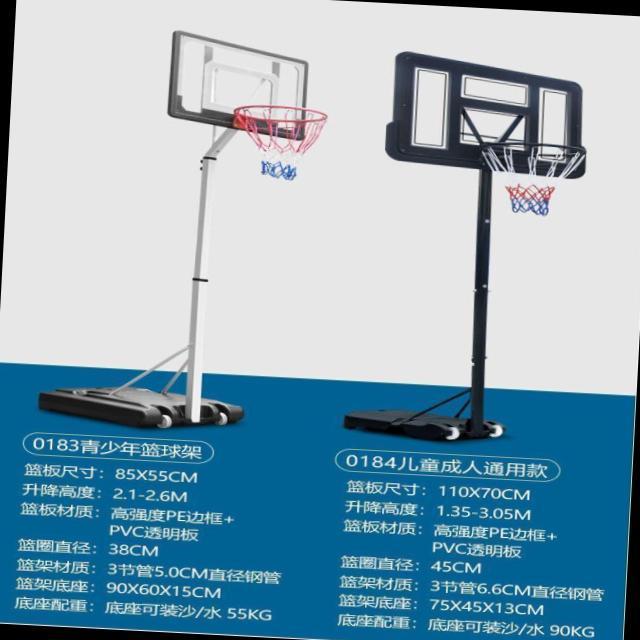 0183青少年篮球架
篮板尺寸：85X55CM
升降高度：2.1-2.6M
篮板材质：高强度PE边框+
PVC透明板
篮圈直径：38CM
篮架材质：3节管5.0CM直径钢管
篮架底座：90X60X15CM
底座配重：底座可装沙/水 55KG
0184儿童成人通用款
篮板尺寸：110X70CM
升降高度：1.35-3.05M
篮板材质：高强度PE边框+
PVC透明板
篮圈直径：45CM
篮架材质：3节管6.6CM直径钢管
篮架底座：75X45X13CM
底座配重：底座可装沙/水 90KG